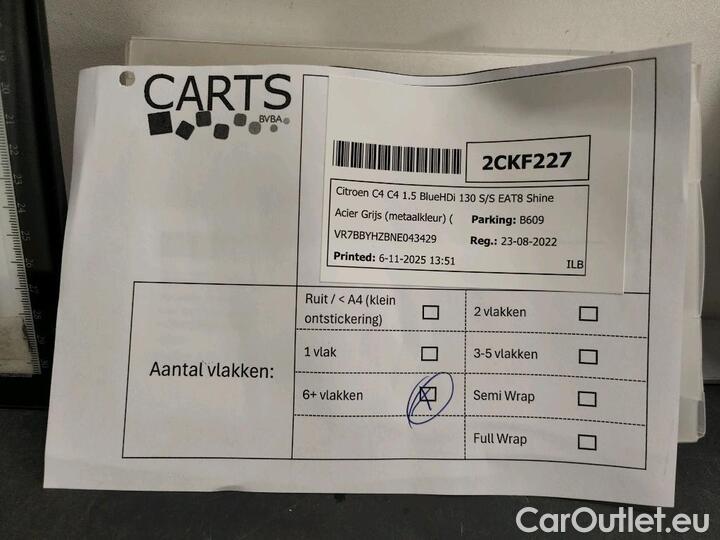 CARTS
BVBA
2CKF227
Citroen C4 C4 1.5 BlueHDi 130 S/S EAT8 Shine
Acier Grijs (metaalkleur) ( Parking: B609
VR7BBYHZBNE043429 Reg.: 23-08-2022
Printed: 6-11-2025 13:51 ILB
Aantal vlakken:
Ruit / < A4 (klein
ontstickering)
2 vlakken
1 vlak
3-5 vlakken
6+ vlakken
Semi Wrap
Full Wrap
CarOutlet.eu